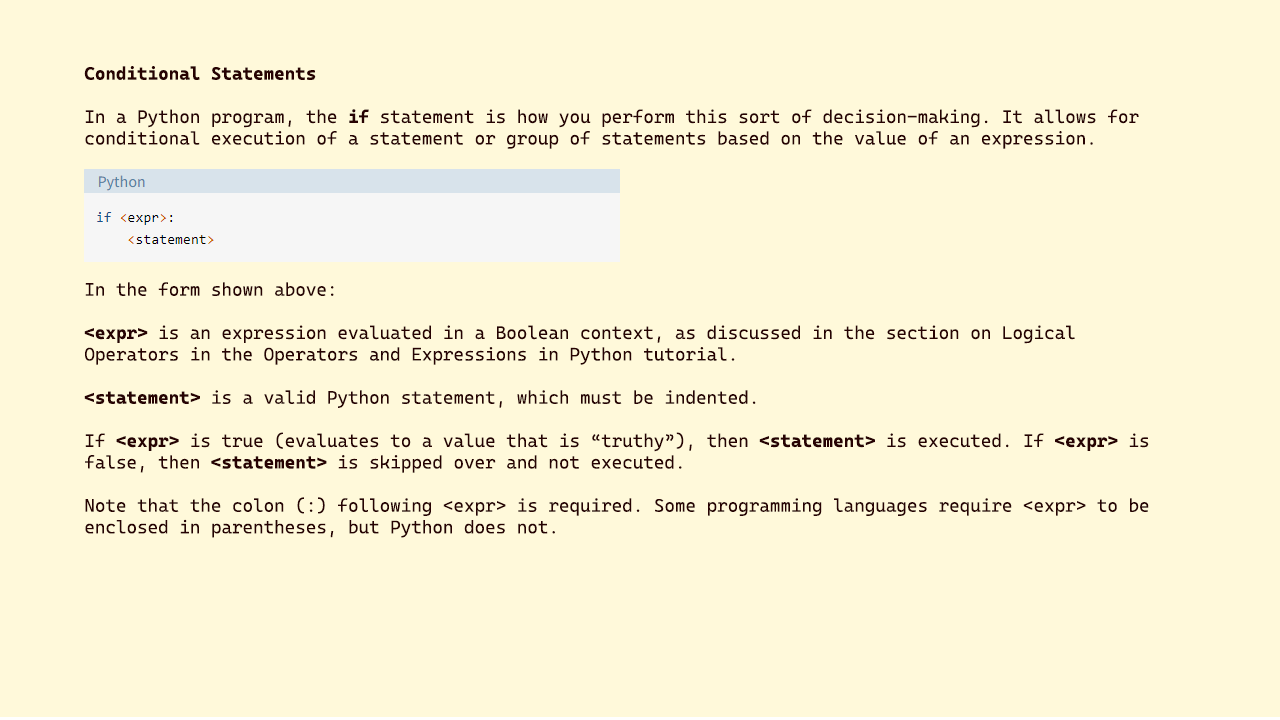 Conditional Statements
In a Python program, the if statement is how you perform this sort of decision-making. It allows for
conditional execution of a statement or group of statements based on the value of an expression.
Python
if <expr>:
    <statement>
In the form shown above:
<expr> is an expression evaluated in a Boolean context, as discussed in the section on Logical
Operators in the Operators and Expressions in Python tutorial.
<statement> is a valid Python statement, which must be indented.
If <expr> is true (evaluates to a value that is “truthy”), then <statement> is executed. If <expr> is
false, then <statement> is skipped over and not executed.
Note that the colon (:) following <expr> is required. Some programming languages require <expr> to be
enclosed in parentheses, but Python does not.